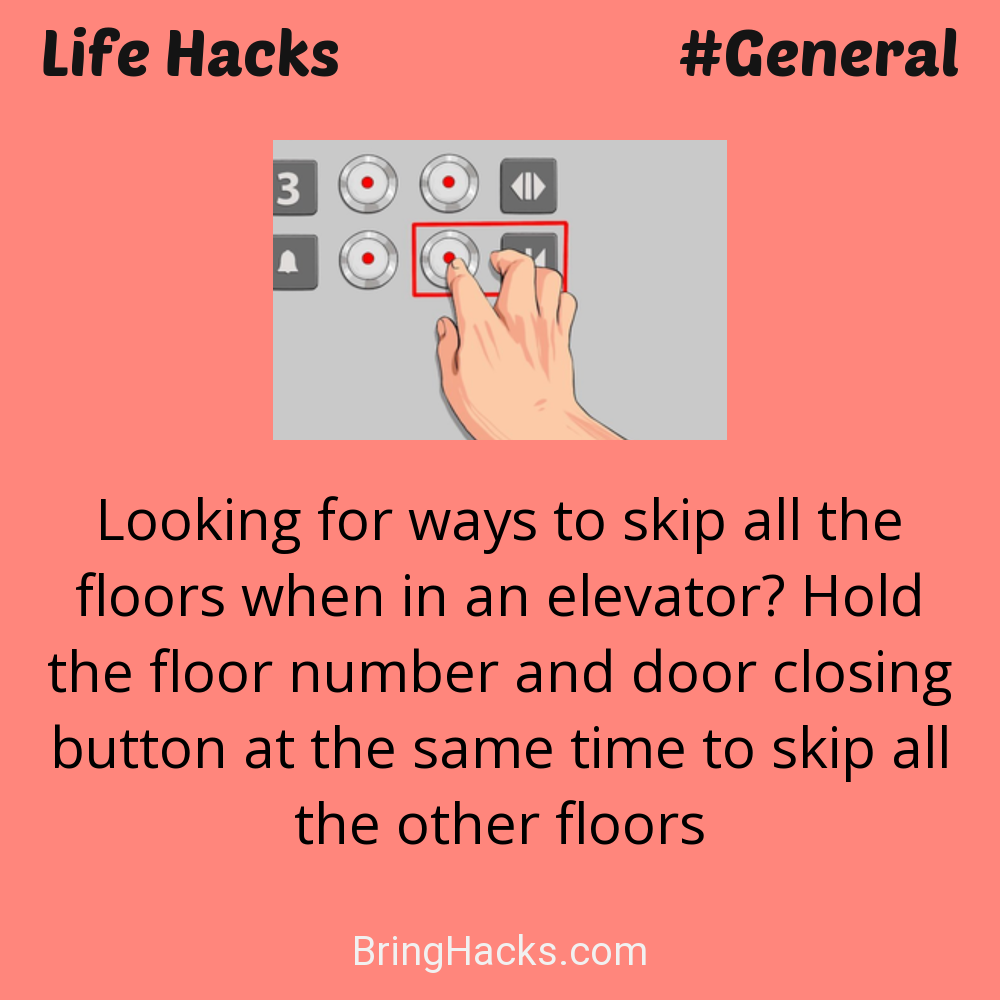 Life Hacks #General
3
Looking for ways to skip all the
floors when in an elevator? Hold
the floor number and door closing
button at the same time to skip all
the other floors
BringHacks.com